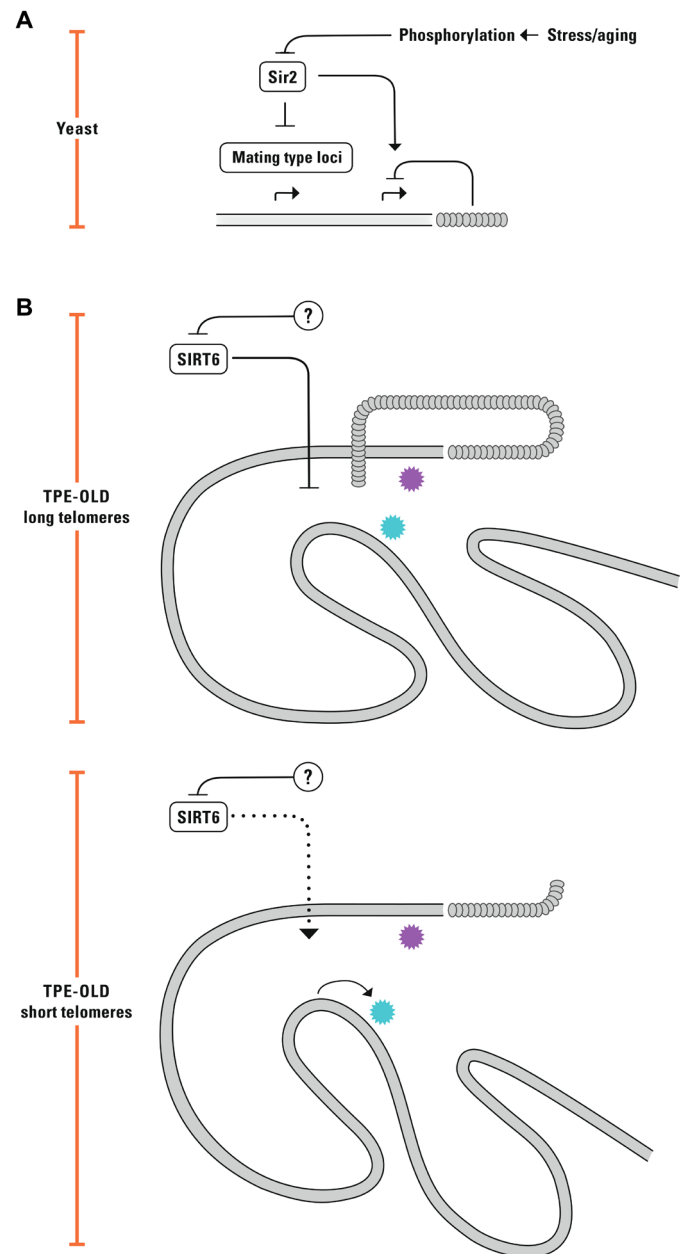 A
Phosphorylation
Stress/aging
Sir2
Yeast
Mating type loci
B
?
SIRT6
TPE-OLD
long telomeres
?
SIRT6
TPE-OLD
short telomeres